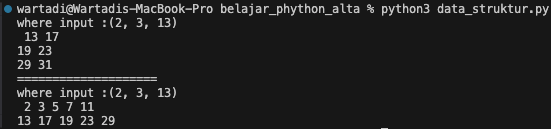 wartadi@Wartadis-MacBook-Pro belajar_phython_alta % python3 data_struktur.py
where input :(2, 3, 13)
13 17
19 23
29 31
=====================
where input :(2, 3, 13)
2 3 5 7 11
13 17 19 23 29